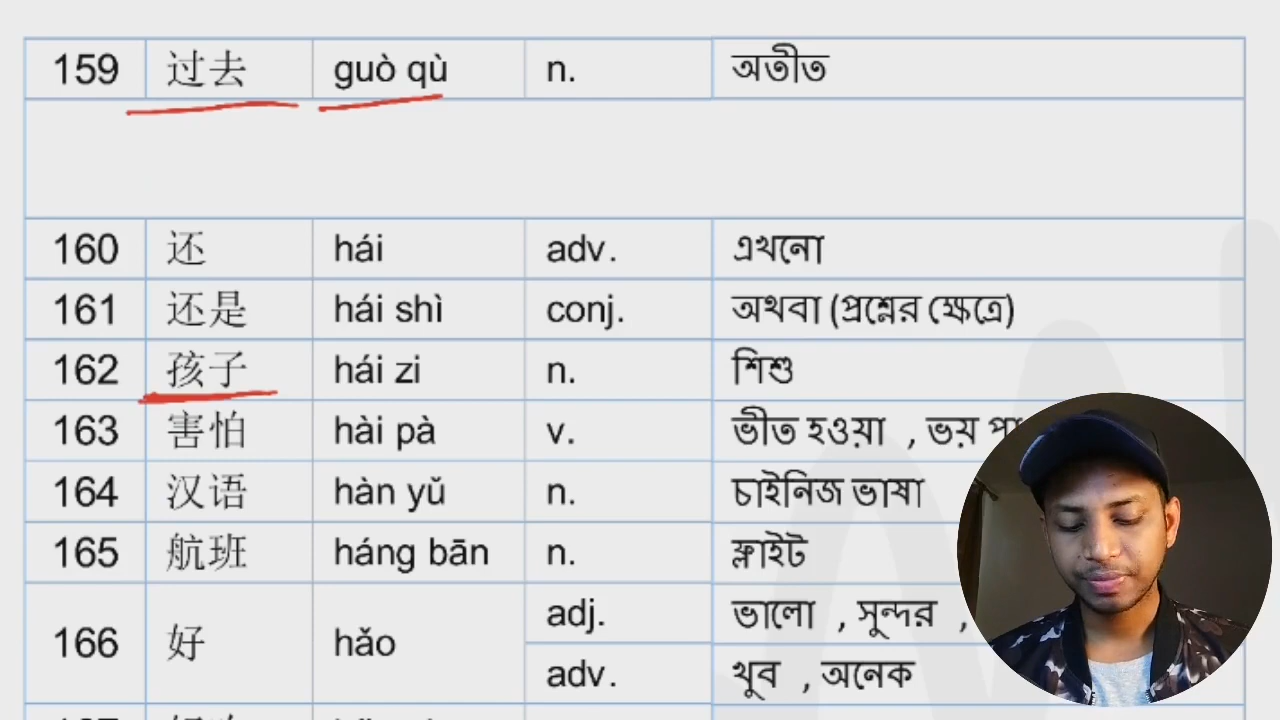 159 过去 guò qù n. অতীত
160 还 hái adv. এখনো
161 还是 hái shì conj. অথবা (প্রশ্নের ক্ষেত্রে)
162 孩子 hái zi n. শিশু
163 害怕 hài pà v. ভীত হওয়া , ভয়
164 汉语 hàn yǔ n. চাইনিজ ভাষা
165 航班 háng bān n. ফ্লাইট
166 好 hǎo adj. ভালো , সুন্দর ,
adv. খুব , অনেক